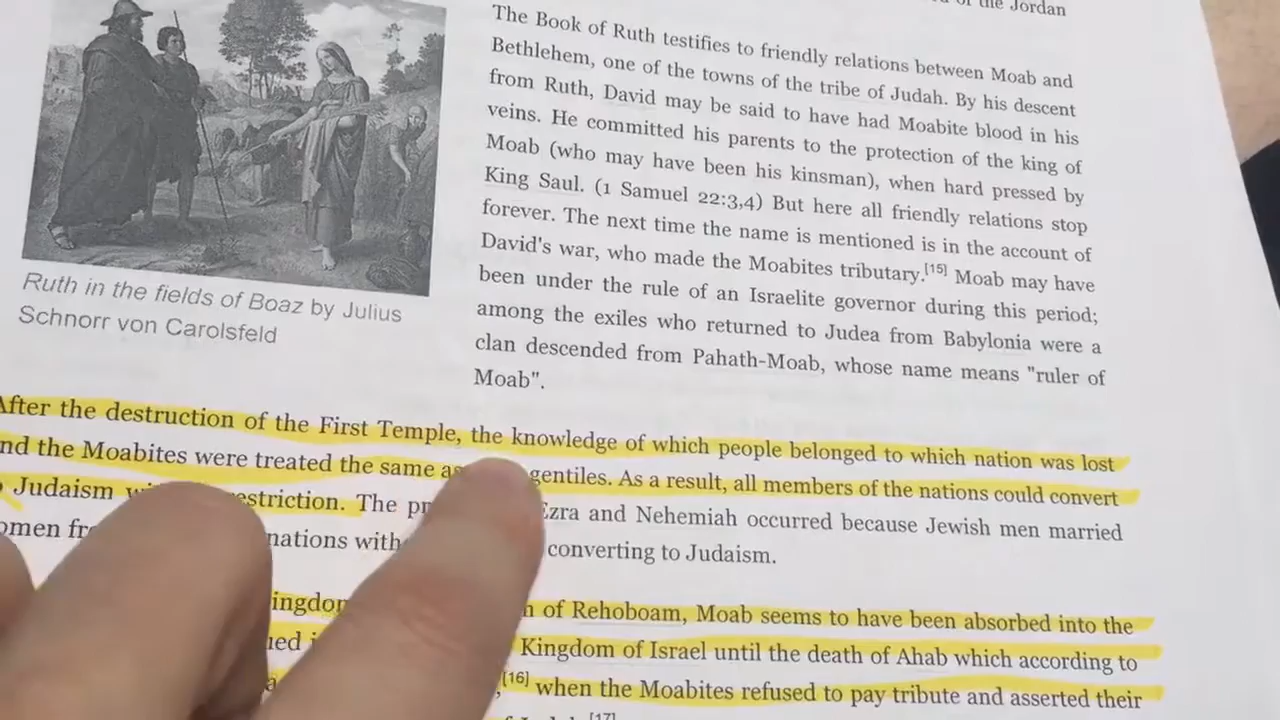 of the Jordan
The Book of Ruth testifies to friendly relations between Moab and
Bethlehem, one of the towns of the tribe of Judah. By his descent
from Ruth, David may be said to have had Moabite blood in his
veins. He committed his parents to the protection of the king of
Moab (who may have been his kinsman), when hard pressed by
King Saul. (1 Samuel 22:3,4) But here all friendly relations stop
forever. The next time the name is mentioned is in the account of
David's war, who made the Moabites tributary.[15] Moab may have
been under the rule of an Israelite governor during this period;
among the exiles who returned to Judea from Babylonia were a
clan descended from Pahath-Moab, whose name means "ruler of
Moab".
Ruth in the fields of Boaz by Julius
Schnorr von Carolsfeld
After the destruction of the First Temple, the knowledge of which people belonged to which nation was lost
nd the Moabites were treated the same as gentiles. As a result, all members of the nations could convert
Judaism estriction. The pr Ezra and Nehemiah occurred because Jewish men married
omen fr nations with converting to Judaism.
ingdo of Rehoboam, Moab seems to have been absorbed into the
Kingdom of Israel until the death of Ahab which according to
[16] when the Moabites refused to pay tribute and asserted their
[17]